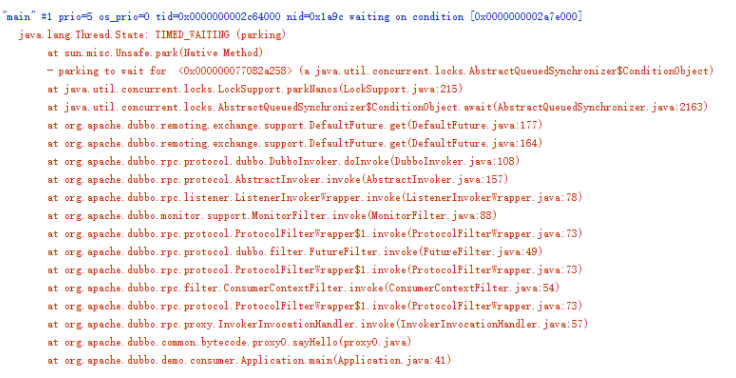 "main" #1 prio=5 os_prio=0 tid=0x0000000002c64000 nid=0x1a9c waiting on condition [0x0000000002a7e000]
java.lang.Thread.State: TIMED_WAITING (parking)
at sun.misc.Unsafe.park(Native Method)
- parking to wait for <0x000000077082a258> (a java.util.concurrent.locks.AbstractQueuedSynchronizer$ConditionObject)
at java.util.concurrent.locks.LockSupport.parkNanos(LockSupport.java:215)
at java.util.concurrent.locks.AbstractQueuedSynchronizer$ConditionObject.await(AbstractQueuedSynchronizer.java:2163)
at org.apache.dubbo.remoting.exchange.support.DefaultFuture.get(DefaultFuture.java:177)
at org.apache.dubbo.remoting.exchange.support.DefaultFuture.get(DefaultFuture.java:164)
at org.apache.dubbo.rpc.protocol.dubbo.DubboInvoker.doInvoke(DubboInvoker.java:108)
at org.apache.dubbo.rpc.protocol.AbstractInvoker.invoke(AbstractInvoker.java:157)
at org.apache.dubbo.rpc.listener.ListenerInvokerWrapper.invoke(ListenerInvokerWrapper.java:78)
at org.apache.dubbo.monitor.support.MonitorFilter.invoke(MonitorFilter.java:88)
at org.apache.dubbo.rpc.protocol.ProtocolFilterWrapper$1.invoke(ProtocolFilterWrapper.java:73)
at org.apache.dubbo.rpc.protocol.dubbo.filter.FutureFilter.invoke(FutureFilter.java:49)
at org.apache.dubbo.rpc.protocol.ProtocolFilterWrapper$1.invoke(ProtocolFilterWrapper.java:73)
at org.apache.dubbo.rpc.filter.ConsumerContextFilter.invoke(ConsumerContextFilter.java:54)
at org.apache.dubbo.rpc.protocol.ProtocolFilterWrapper$1.invoke(ProtocolFilterWrapper.java:73)
at org.apache.dubbo.rpc.proxy.InvokerInvocationHandler.invoke(InvokerInvocationHandler.java:57)
at org.apache.dubbo.common.bytecode.proxy0.sayHello(proxy0.java)
at org.apache.dubbo.demo.consumer.Application.main(Application.java:41)